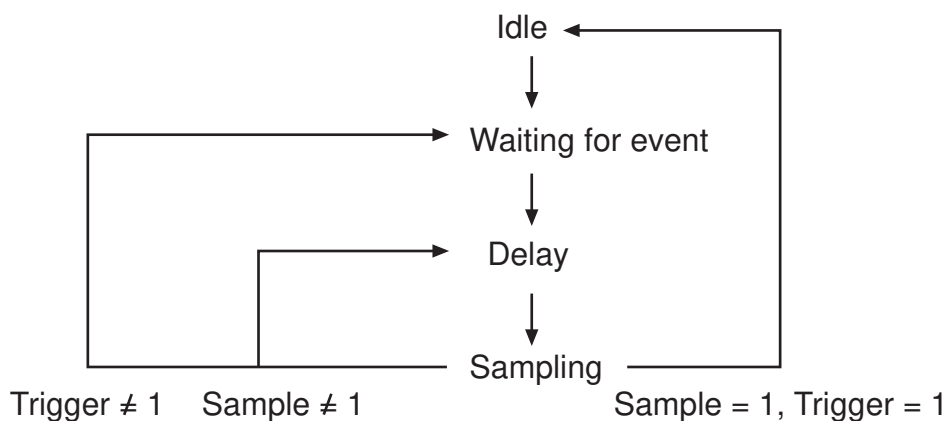 Idle
Waiting for event
Delay
Sampling
Trigger ≠ 1
Sample ≠ 1
Sample = 1, Trigger = 1